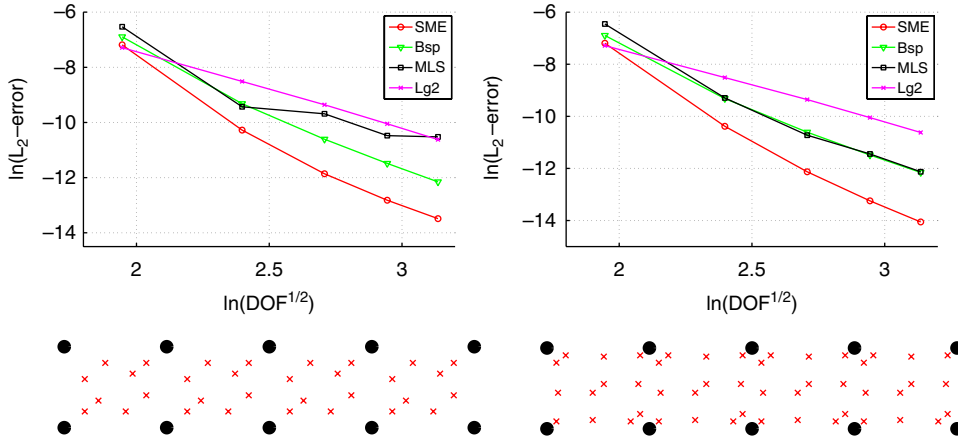 −6
−8
−10
−12
−14
ln(L2−error)
2
2.5
3
ln(DOF1/2)
SME
Bsp
MLS
Lg2
−6
−8
−10
−12
−14
ln(L2−error)
2
2.5
3
ln(DOF1/2)
SME
Bsp
MLS
Lg2